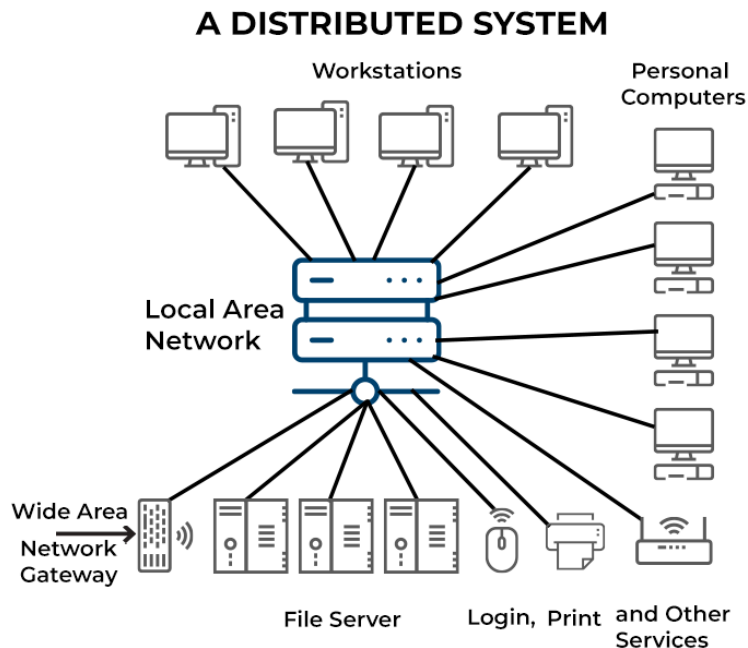 A DISTRIBUTED SYSTEM
Workstations
Personal
Computers
Local Area
Network
Wide Area
Network
Gateway
File Server
Login, Print and Other
Services